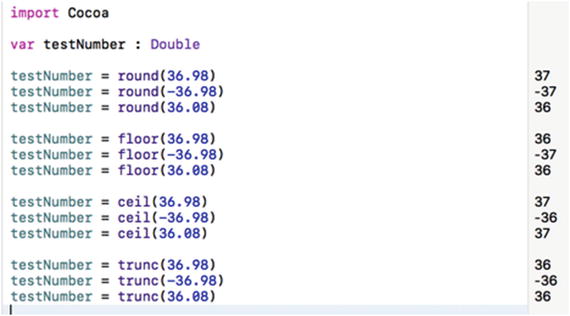 import Cocoa
var testNumber : Double
testNumber = round(36.98) 37
testNumber = round(-36.98) -37
testNumber = round(36.08) 36
testNumber = floor(36.98) 36
testNumber = floor(-36.98) -37
testNumber = floor(36.08) 36
testNumber = ceil(36.98) 37
testNumber = ceil(-36.98) -36
testNumber = ceil(36.08) 37
testNumber = trunc(36.98) 36
testNumber = trunc(-36.98) -36
testNumber = trunc(36.08) 36